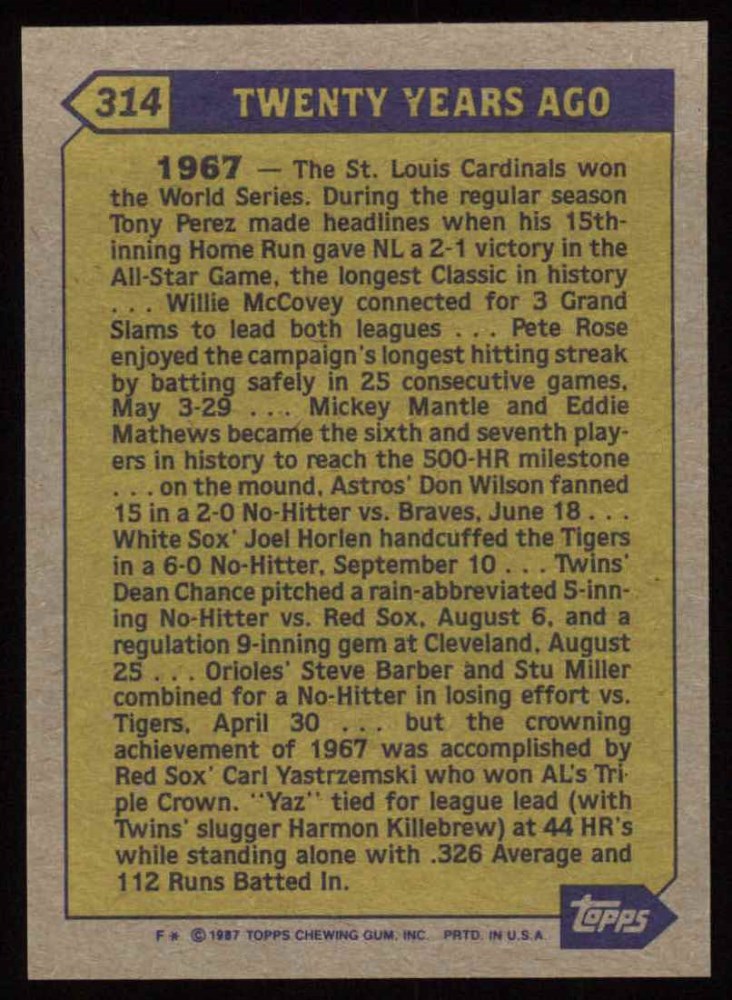 314 TWENTY YEARS AGO
1967 — The St. Louis Cardinals won
the World Series. During the regular season
Tony Perez made headlines when his 15th-
inning Home Run gave NL a 2-1 victory in the
All-Star Game, the longest Classic in history
. . . Willie McCovey connected for 3 Grand
Slams to lead both leagues . . . Pete Rose
enjoyed the campaign's longest hitting streak
by batting safely in 25 consecutive games,
May 3-29 . . . Mickey Mantle and Eddie
Mathews became the sixth and seventh play-
ers in history to reach the 500-HR milestone
. . . on the mound, Astros' Don Wilson fanned
15 in a 2-0 No-Hitter vs. Braves, June 18 . . .
White Sox' Joel Horlen handcuffed the Tigers
in a 6-0 No-Hitter, September 10 . . . Twins'
Dean Chance pitched a rain-abbreviated 5-inn-
ing No-Hitter vs. Red Sox, August 6, and a
regulation 9-inning gem at Cleveland, August
25 . . . Orioles' Steve Barber and Stu Miller
combined for a No-Hitter in losing effort vs.
Tigers, April 30 . . . but the crowning
achievement of 1967 was accomplished by
Red Sox' Carl Yastrzemski who won AL's Tri-
ple Crown. "Yaz" tied for league lead (with
Twins' slugger Harmon Killebrew) at 44 HR's
while standing alone with .326 Average and
112 Runs Batted In.
topps
F* © 1987 TOPPS CHEWING GUM, INC. PRTD. IN U.S.A.